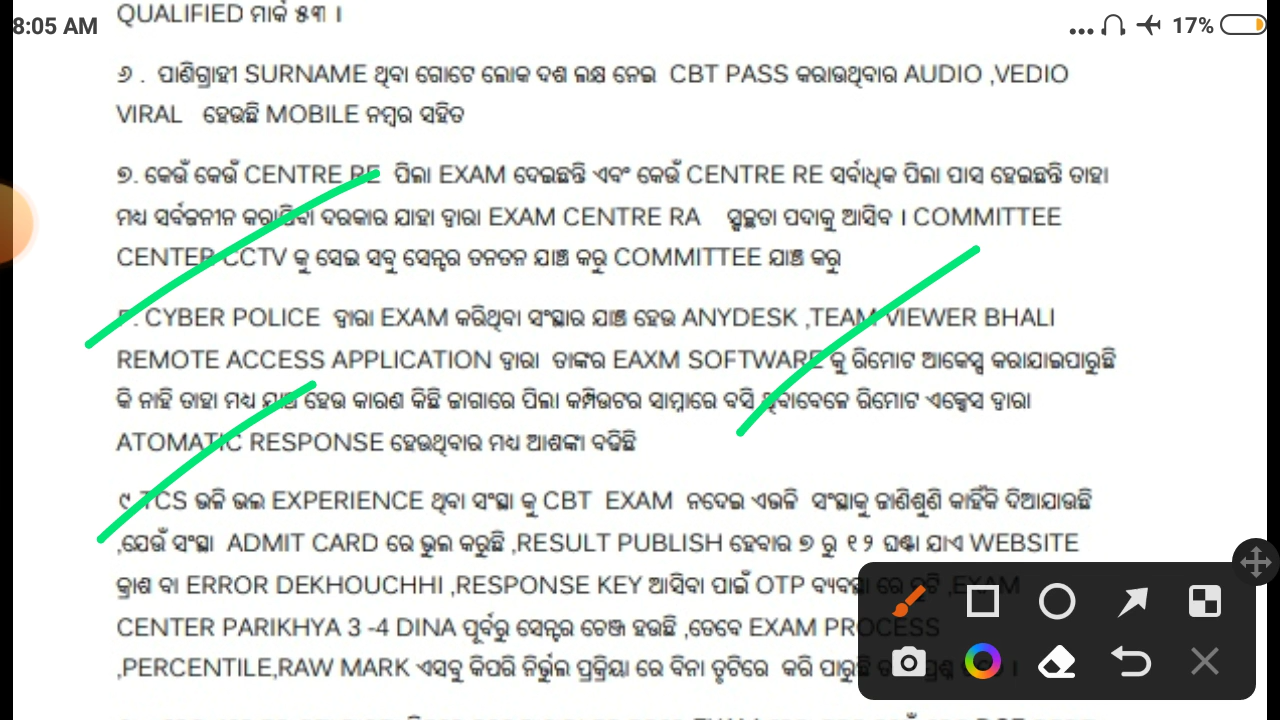 QUALIFIED ମାର୍କ ୫୩ ।
8:05 AM
17%
୬ . ପାଣିଗ୍ରାହୀ SURNAME ଥିବା ଗୋଟେ ଲୋକ ଦଶ ଲକ୍ଷ ନେଇ CBT PASS କରାଉଥିବାର AUDIO ,VEDIO
VIRAL ହେଉଛି MOBILE ନମ୍ବର ସହିତ
୭. କେଉଁ କେଉଁ CENTRE RE ପିଲା EXAM ଦେଇଛନ୍ତି ଏବଂ କେଉଁ CENTRE RE ସର୍ବାଧିକ ପିଲା ପାସ ହେଇଛନ୍ତି ତାହା
ମଧ୍ୟ ସର୍ବଜନୀନ କରାଯିବା ଦରକାର ଯାହା ଦ୍ୱାରା EXAM CENTRE RA ସ୍ୱଚ୍ଛତା ପଦାକୁ ଆସିବ । COMMITTEE
CENTER CCTV କୁ ସେଇ ସବୁ ସେନ୍ଟର ତନତନ ଯାଞ୍ଚ କରୁ COMMITTEE ଯାଞ୍ଚ କରୁ
୮. CYBER POLICE ଦ୍ୱାରା EXAM କରିଥିବା ସଂସ୍ଥାର ଯାଞ୍ଚ ହେଉ ANYDESK ,TEAM VIEWER BHALI
REMOTE ACCESS APPLICATION ଦ୍ୱାରା ତାଙ୍କର EAXM SOFTWARE କୁ ରିମୋଟ ଆକେସ୍ସ କରାଯାଇପାରୁଛି
କି ନାହି ତାହା ମଧ୍ୟ ଯାଞ୍ଚ ହେଉ କାରଣ କିଛି ଜାଗାରେ ପିଲା କମ୍ପିଉଟର ସାମ୍ନାରେ ବସି ଥିବାବେଳେ ରିମୋଟ ଏକ୍ସେସ ଦ୍ୱାରା
ATOMATIC RESPONSE ହେଉଥିବାର ମଧ୍ୟ ଆଶଙ୍କା ବଢିଛି
୯.TCS ଭଳି ଭଲ EXPERIENCE ଥିବା ସଂସ୍ଥା କୁ CBT EXAM ନଦେଇ ଏଭଳି ସଂସ୍ଥାକୁ ଜାଣିଶୁଣି କାହିଁକି ଦିଆଯାଉଛି
,ଯେଉଁ ସଂସ୍ଥା ADMIT CARD ରେ ଭୁଲ କରୁଛି ,RESULT PUBLISH ହେବାର ୭ ରୁ ୧୨ ଘଣ୍ଟା ଯାଏ WEBSITE
କ୍ରାଶ ବା ERROR DEKHOUCHHI ,RESPONSE KEY ଆସିବା ପାଇଁ OTP ବ୍ୟବସ୍ଥା ରେ ତ୍ରୁଟି ,EXAM
CENTER PARIKHYA 3 -4 DINA ପୂର୍ବରୁ ସେନ୍ଟର ଚେଞ୍ଜ ହଉଛି ,ତେବେ EXAM PROCESS
,PERCENTILE,RAW MARK ଏସବୁ କିପରି ନିର୍ଭୁଲ ପ୍ରକ୍ରିୟା ରେ ବିନା ତୃଟିରେ କରି ପାରୁଛି